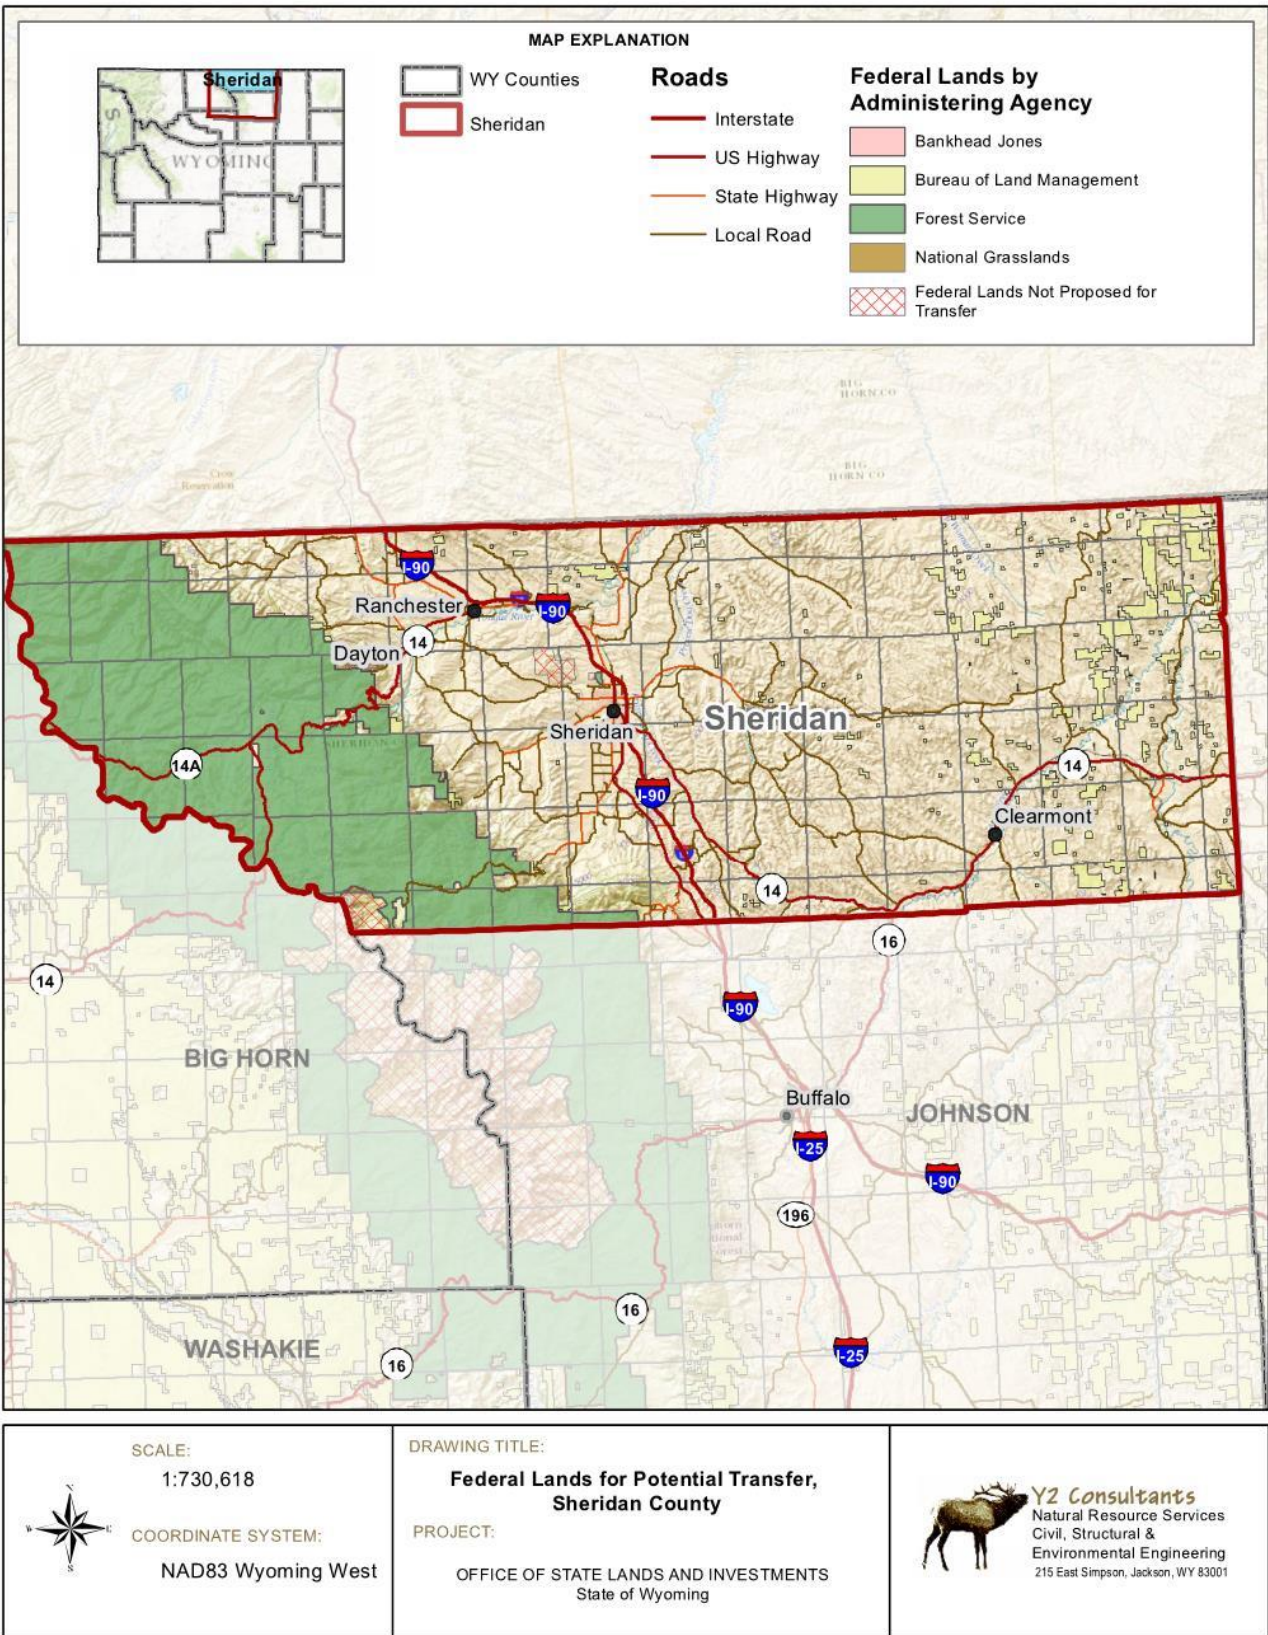 MAP EXPLANATION
Sheridan
WYOMING
WY Counties
Sheridan
Roads
Interstate
US Highway
State Highway
Local Road
Federal Lands by
Administering Agency
Bankhead Jones
Bureau of Land Management
Forest Service
National Grasslands
Federal Lands Not Proposed for
Transfer
BIG
HORN CO
BIG
HORN CO
Crow
Reservation
I-90
Ranchester
I-90
14
Dayton
Sheridan
Sheridan
14A
I-90
14
Clearmont
14
16
14
I-90
BIG HORN
Buffalo
JOHNSON
I-25
I-90
196
16
WASHAKIE
16
I-25
SCALE:
1:730,618
COORDINATE SYSTEM:
NAD83 Wyoming West
N
W
E
S
DRAWING TITLE:
Federal Lands for Potential Transfer,
Sheridan County
PROJECT:
OFFICE OF STATE LANDS AND INVESTMENTS
State of Wyoming
Y2 Consultants
Natural Resource Services
Civil, Structural &
Environmental Engineering
215 East Simpson, Jackson, WY 83001